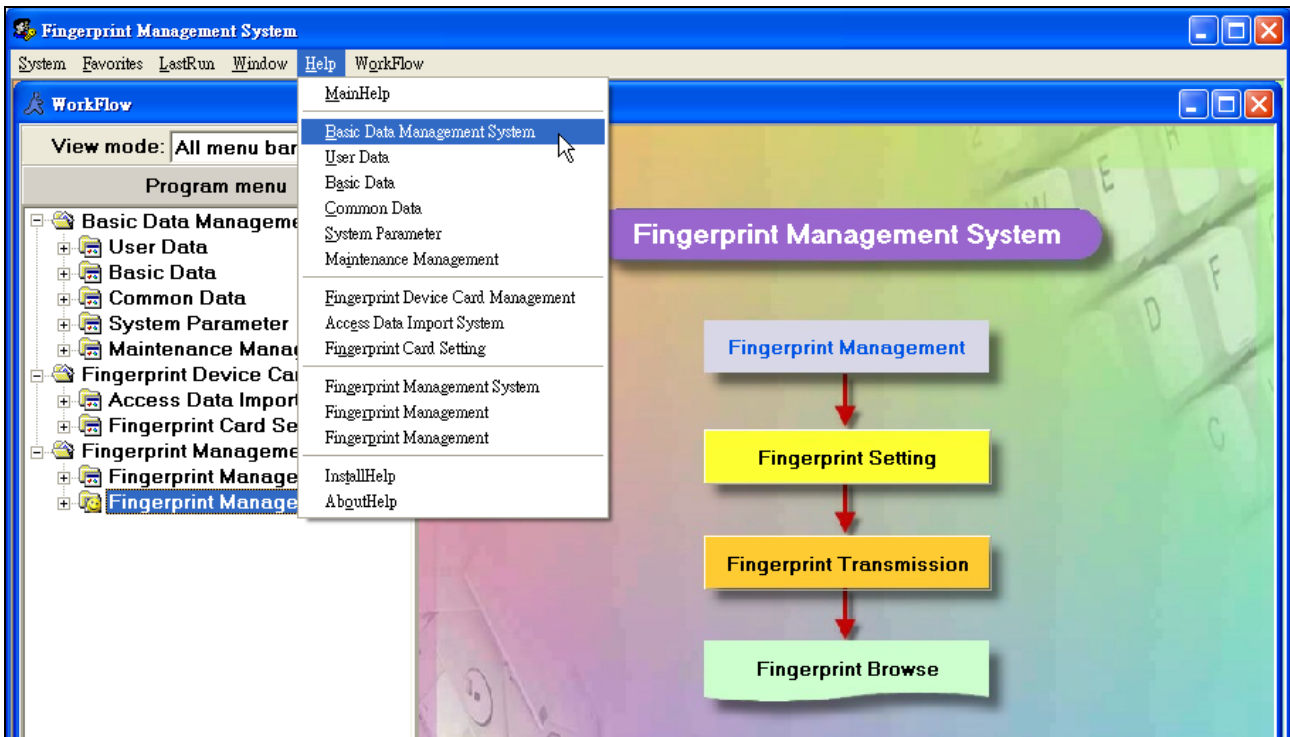 Fingerprint Management System
System Favorites LastRun Window Help WorkFlow
WorkFlow
View mode: All menu bar
Program menu
Basic Data Manageme
User Data
Basic Data
Common Data
System Parameter
Maintenance Mana
Fingerprint Device Ca
Access Data Import
Fingerprint Card Se
Fingerprint Manageme
Fingerprint Manage
Fingerprint Manage
MainHelp
Basic Data Management System
User Data
Basic Data
Common Data
System Parameter
Maintenance Management
Fingerprint Device Card Management
Access Data Import System
Fingerprint Card Setting
Fingerprint Management System
Fingerprint Management
Fingerprint Management
InstallHelp
AboutHelp
Fingerprint Management System
Fingerprint Management
Fingerprint Setting
Fingerprint Transmission
Fingerprint Browse